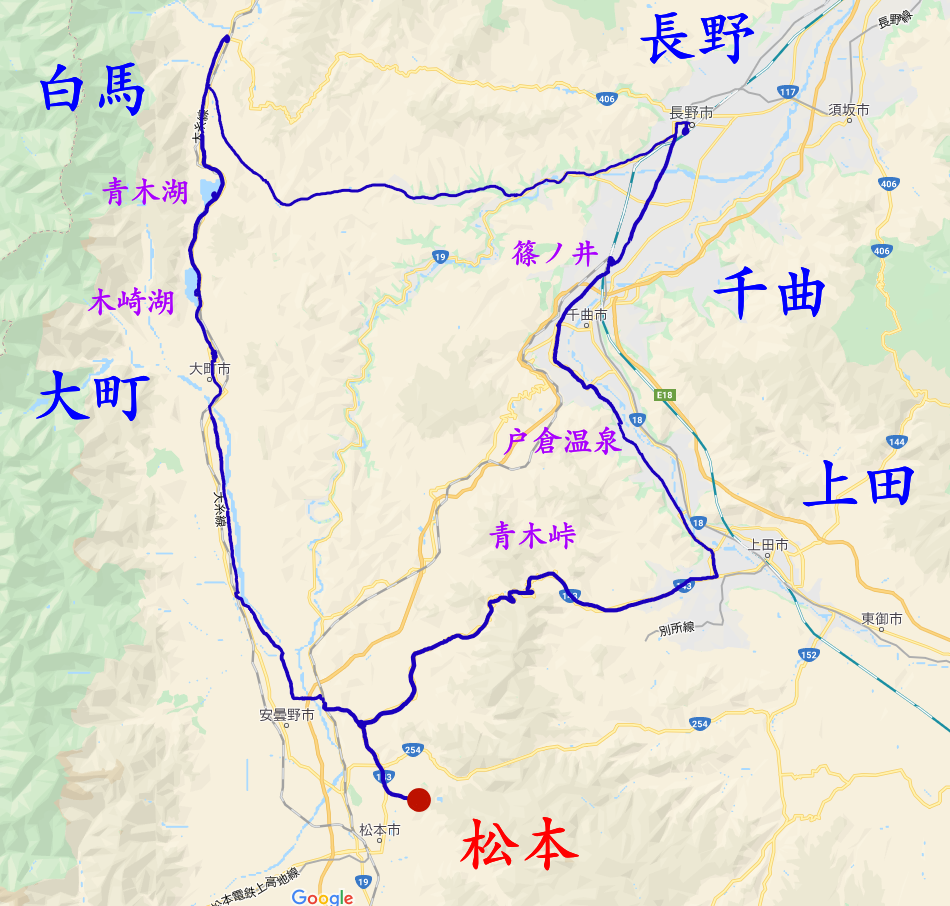 長野
白馬
長野線
117
406
長野市
須坂市
青木湖
406
406
19
篠ノ井
千曲
木崎湖
千曲市
大町市
大町
E18
18
戸倉温泉
144
上田
大糸線
18
青木峠
上田市
143
東御市
別所線
152
安曇野市
254
254
143
松本市
松本
松本電鉄上高地線
19
Google